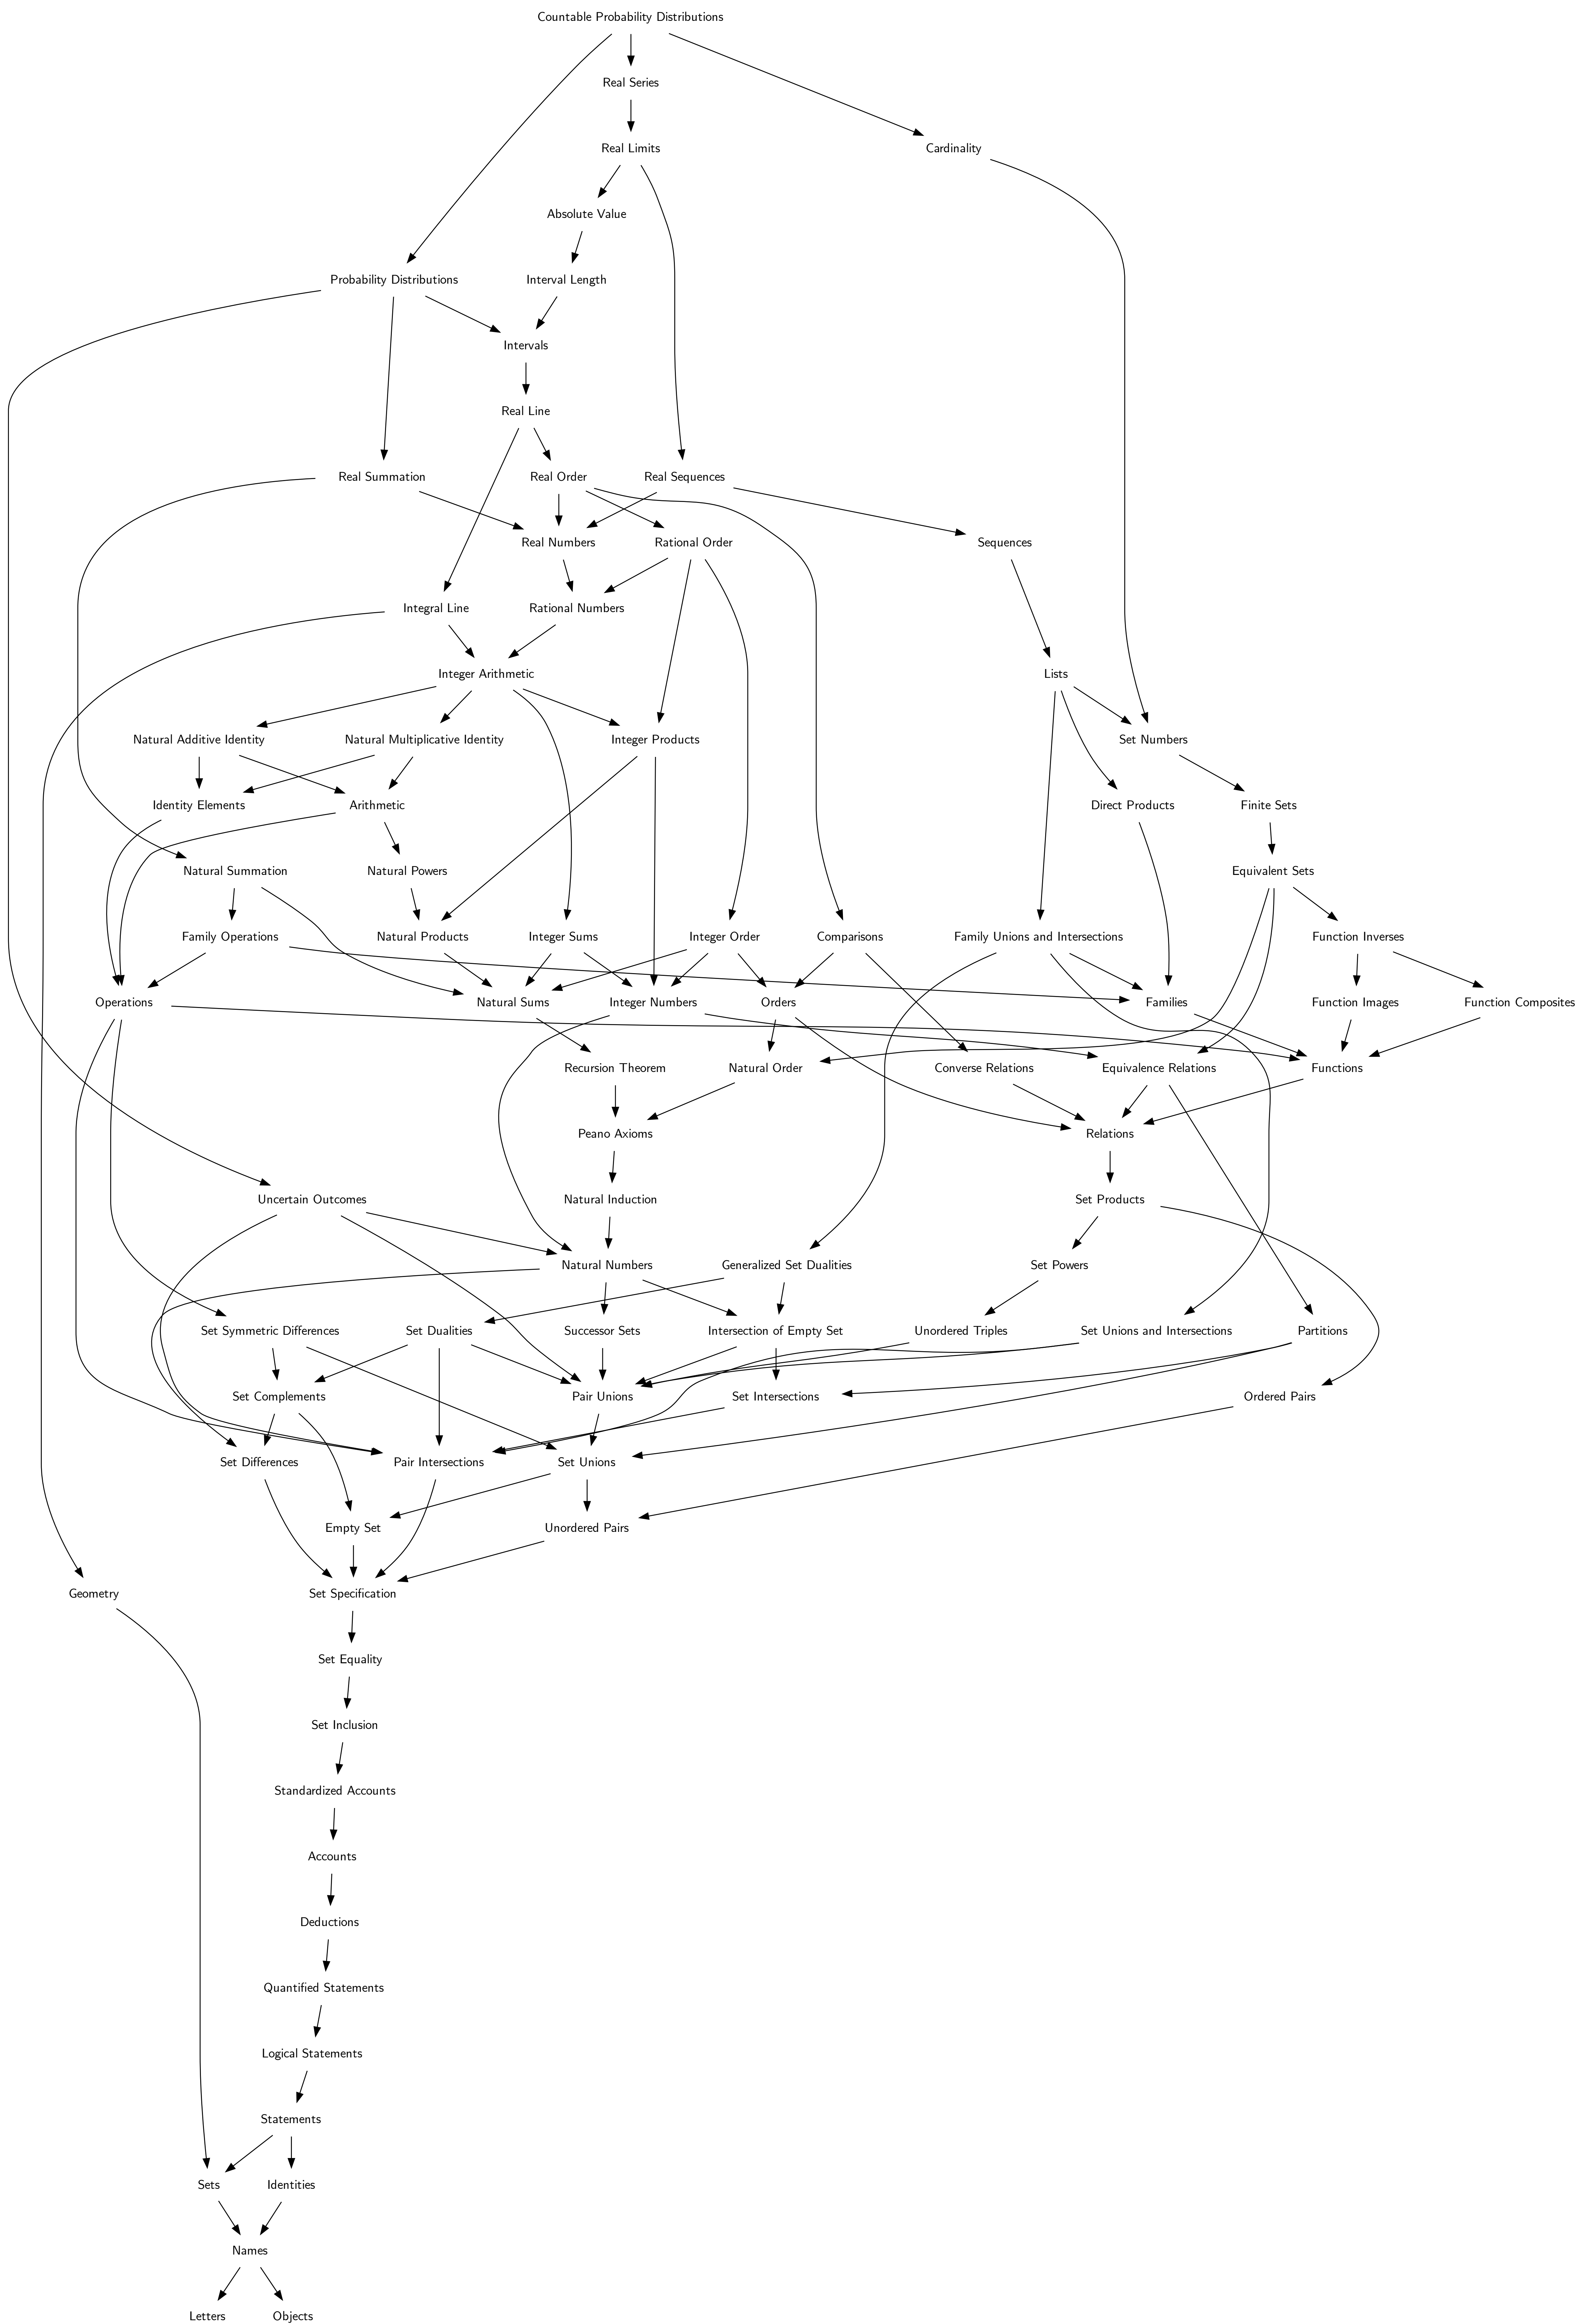 Countable Probability Distributions
Real Series
Real Limits
Cardinality
Absolute Value
Probability Distributions
Interval Length
Intervals
Real Line
Real Summation
Real Order
Real Sequences
Real Numbers
Rational Order
Sequences
Integral Line
Rational Numbers
Integer Arithmetic
Lists
Natural Additive Identity
Natural Multiplicative Identity
Integer Products
Set Numbers
Identity Elements
Arithmetic
Direct Products
Finite Sets
Natural Summation
Natural Powers
Equivalent Sets
Family Operations
Natural Products
Integer Sums
Integer Order
Comparisons
Family Unions and Intersections
Function Inverses
Operations
Natural Sums
Integer Numbers
Orders
Families
Function Images
Function Composites
Recursion Theorem
Natural Order
Converse Relations
Equivalence Relations
Functions
Peano Axioms
Relations
Uncertain Outcomes
Natural Induction
Set Products
Natural Numbers
Generalized Set Dualities
Set Powers
Set Symmetric Differences
Set Dualities
Successor Sets
Intersection of Empty Set
Unordered Triples
Set Unions and Intersections
Partitions
Set Complements
Pair Unions
Set Intersections
Ordered Pairs
Set Differences
Pair Intersections
Set Unions
Empty Set
Unordered Pairs
Geometry
Set Specification
Set Equality
Set Inclusion
Standardized Accounts
Accounts
Deductions
Quantified Statements
Logical Statements
Statements
Sets
Identities
Names
Letters
Objects